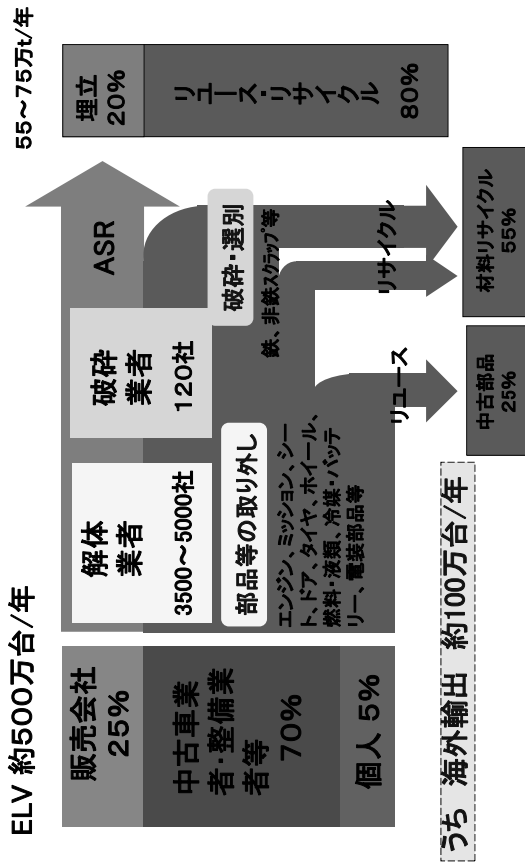 ELV 約500万台/年
販売会社
25%
中古車業
者・整備業
者等
70%
個人 5%
解体
業者
3500～5000社
部品等の取り外し
エンジン、ミッション、シー
ト、ドア、タイヤ、ホイール、
燃料・液類、冷媒・バッテ
リー、電装部品等
破砕
業者
120社
破砕・選別
鉄、非鉄スクラップ等
ASR
リユース
リサイクル
55～75万t/年
埋立
20%
リユース・リサイクル
80%
中古部品
25%
材料リサイクル
55%
うち 海外輸出 約100万台/年